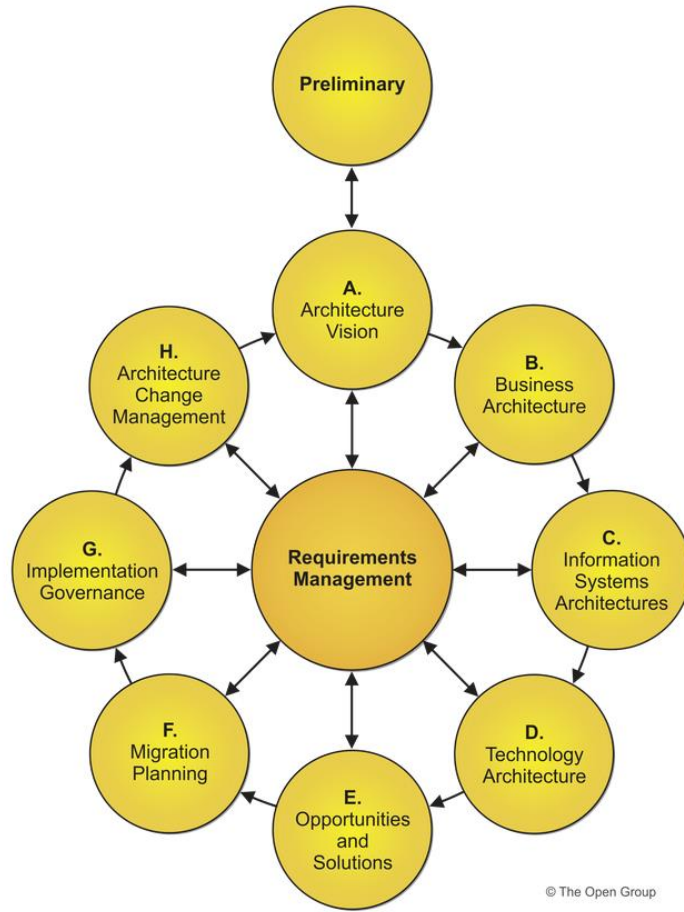 Preliminary
A.
Architecture
Vision
H.
Architecture
Change
Management
B.
Business
Architecture
G.
Implementation
Governance
Requirements
Management
C.
Information
Systems
Architectures
F.
Migration
Planning
D.
Technology
Architecture
E.
Opportunities
and
Solutions
© The Open Group